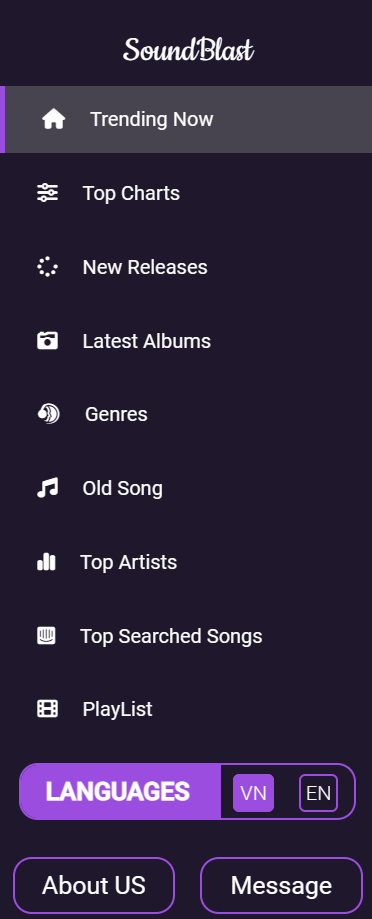 SoundBlast
Trending Now
Top Charts
New Releases
Latest Albums
Genres
Old Song
Top Artists
Top Searched Songs
PlayList
LANGUAGES VN EN
About US Message